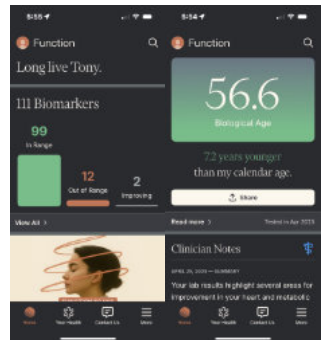 5:55
Function
Long live Tony.
111 Biomarkers
99
In Range
12
Out of Range
2
Improving
View All >
Home
Your Health
Contact Us
More
5:54
Function
56.6
Biological Age
7.2 years younger
than my calendar age.
Share
Read more >
Tested in Apr 2025
Clinician Notes
SUMMARY
Your lab results highlight several areas for
improvement in your heart and metabolic
Home
Your Health
Contact Us
More